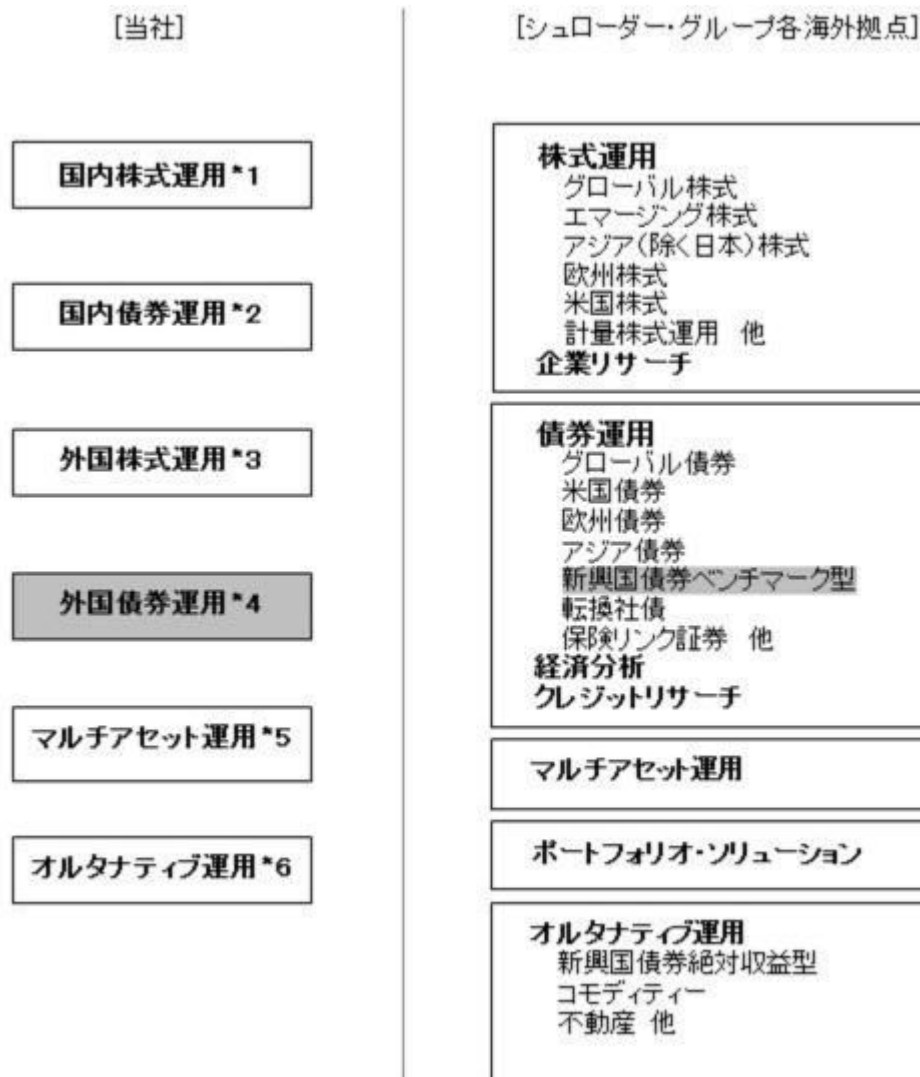 [当社]
国内株式運用*1
国内債券運用*2
外国株式運用*3
外国債券運用*4
マルチアセット運用*5
オルタナティブ運用*6
[シュローダー・グループ各海外拠点]
株式運用
グローバル株式
エマージング株式
アジア(除く日本)株式
欧州株式
米国株式
計量株式運用 他
企業リサーチ
債券運用
グローバル債券
米国債券
欧州債券
アジア債券
新興国債券ベンチマーク型
転換社債
保険リンク証券 他
経済分析
クレジットリサーチ
マルチアセット運用
ポートフォリオ・ソリューション
オルタナティブ運用
新興国債券絶対収益型
コモディティー
不動産 他